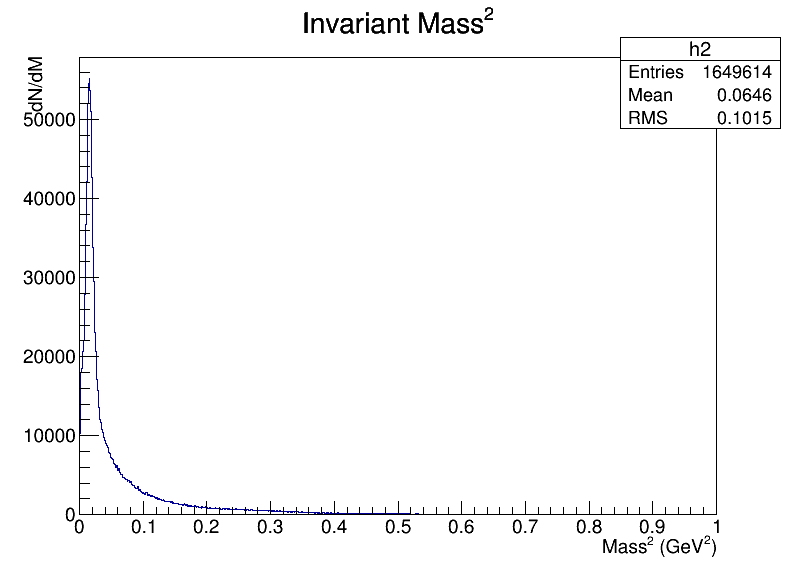 Invariant Mass²
h2
Entries 1649614
Mean 0.0646
RMS 0.1015
dN/dM
50000
40000
30000
20000
10000
0
0 0.1 0.2 0.3 0.4 0.5 0.6 0.7 0.8 0.9 1
Mass² (GeV²)